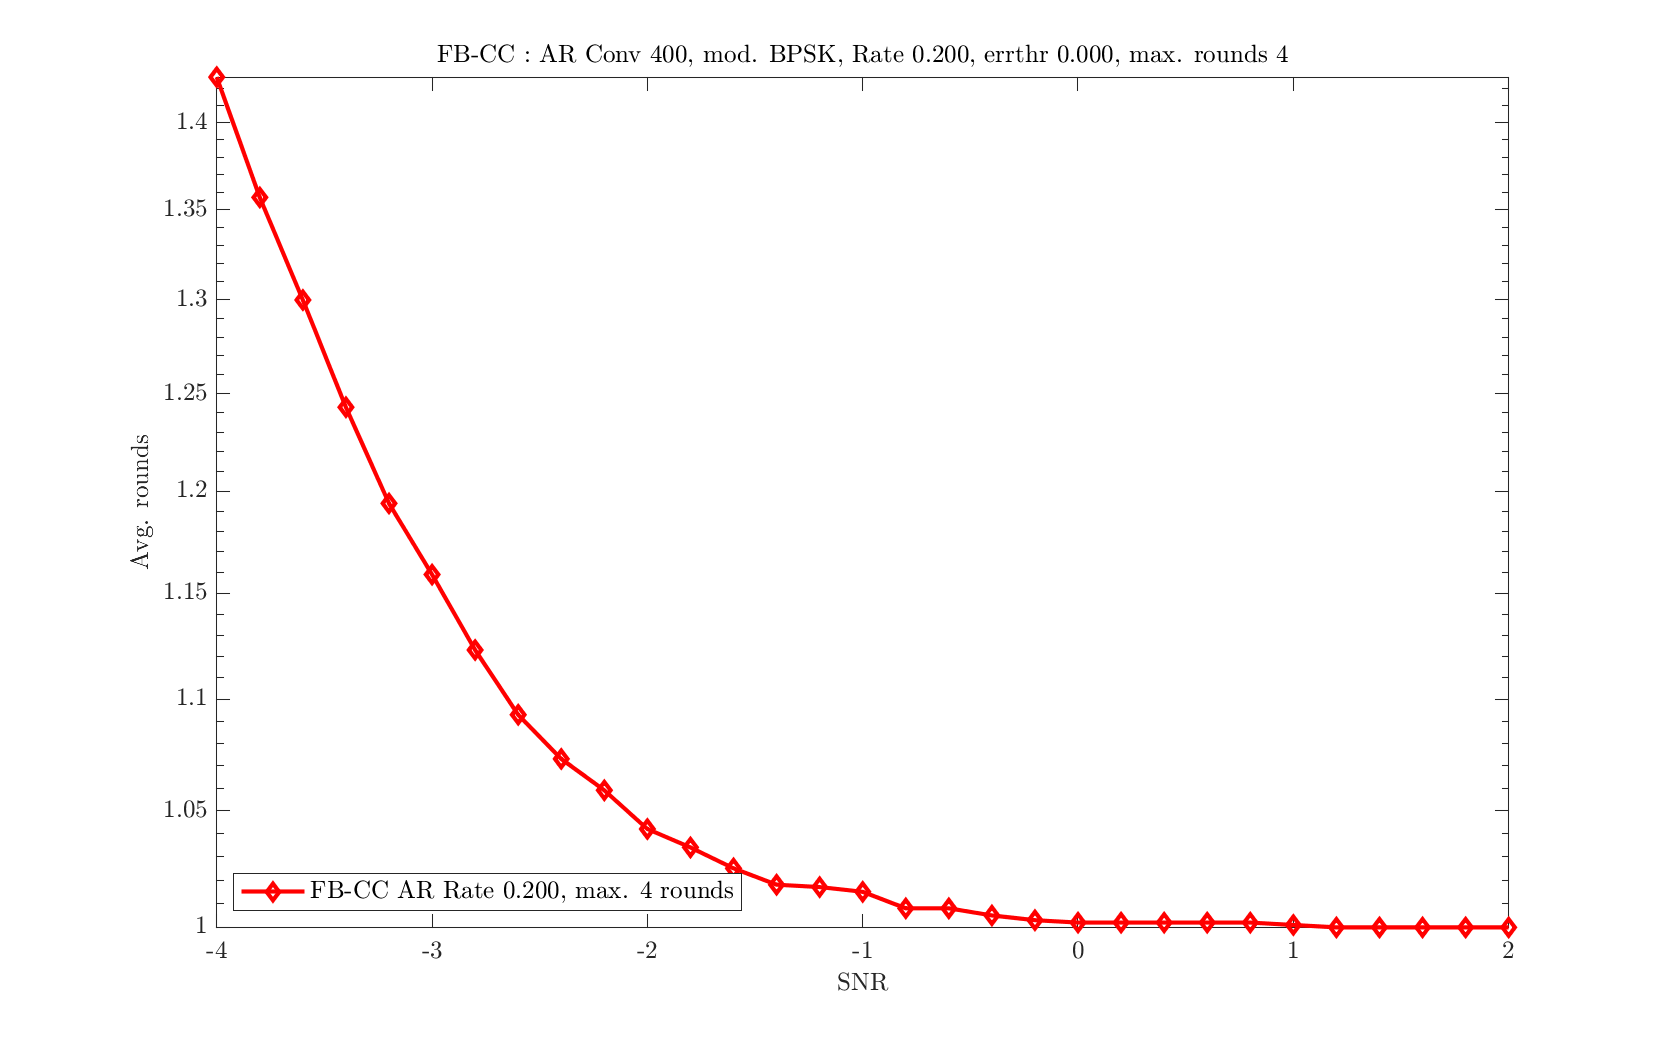 FB-CC : AR Conv 400, mod. BPSK, Rate 0.200, errthr 0.000, max. rounds 4
1.4
1.35
1.3
1.25
1.2
1.15
1.1
1.05
1
Avg. rounds
FB-CC AR Rate 0.200, max. 4 rounds
-4 -3 -2 -1 0 1 2
SNR